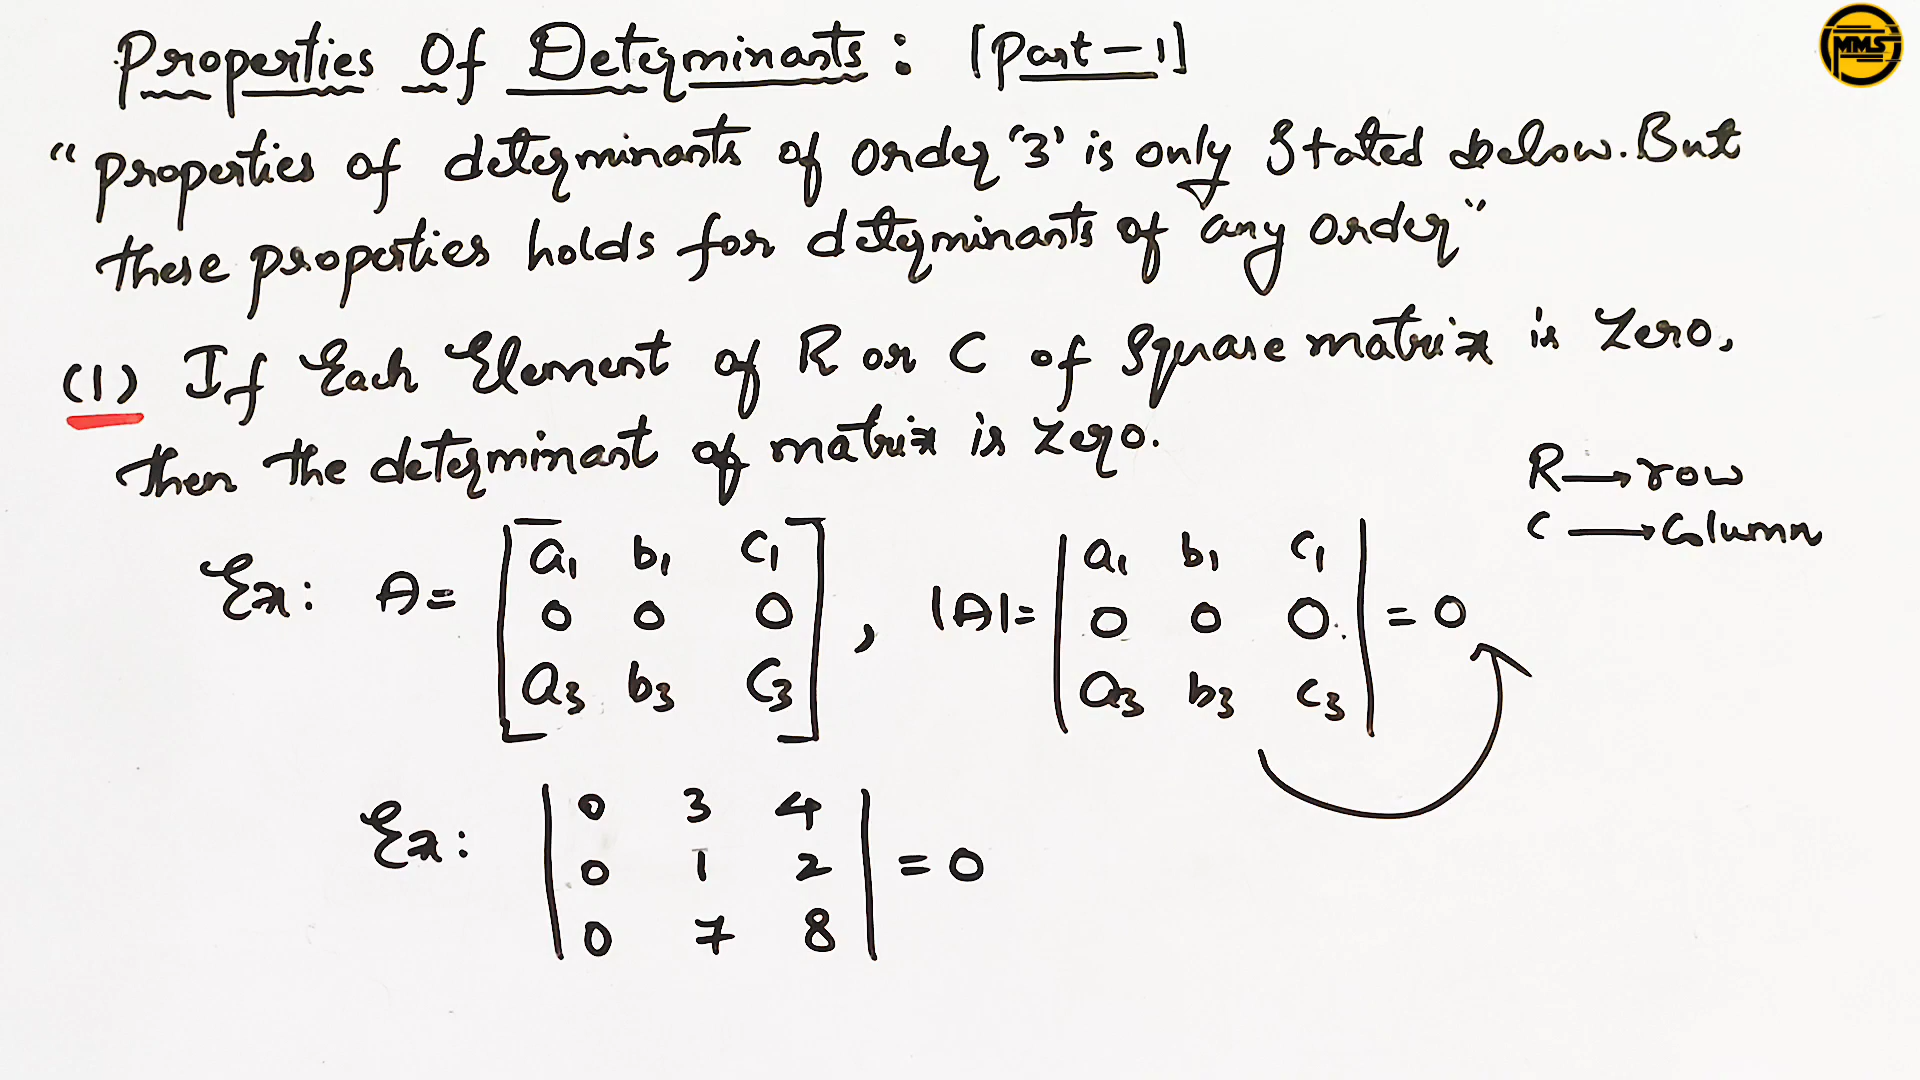 Properties Of Determinants : [Part-1]
MMS
"Properties of determinants of order '3' is only stated below. But
these properties holds for determinants of any order"
(1) If Each Element of R or C of Square matrix is Zero,
then the determinant of matrix is zero.
R → row
C → Column
Ex: A = [ a₁ b₁ c₁
0 0 0
a₃ b₃ c₃ ] , |A| = | a₁ b₁ c₁
0 0 0
a₃ b₃ c₃ | = 0
Ex: | 0 3 4
0 1 2
0 7 8 | = 0